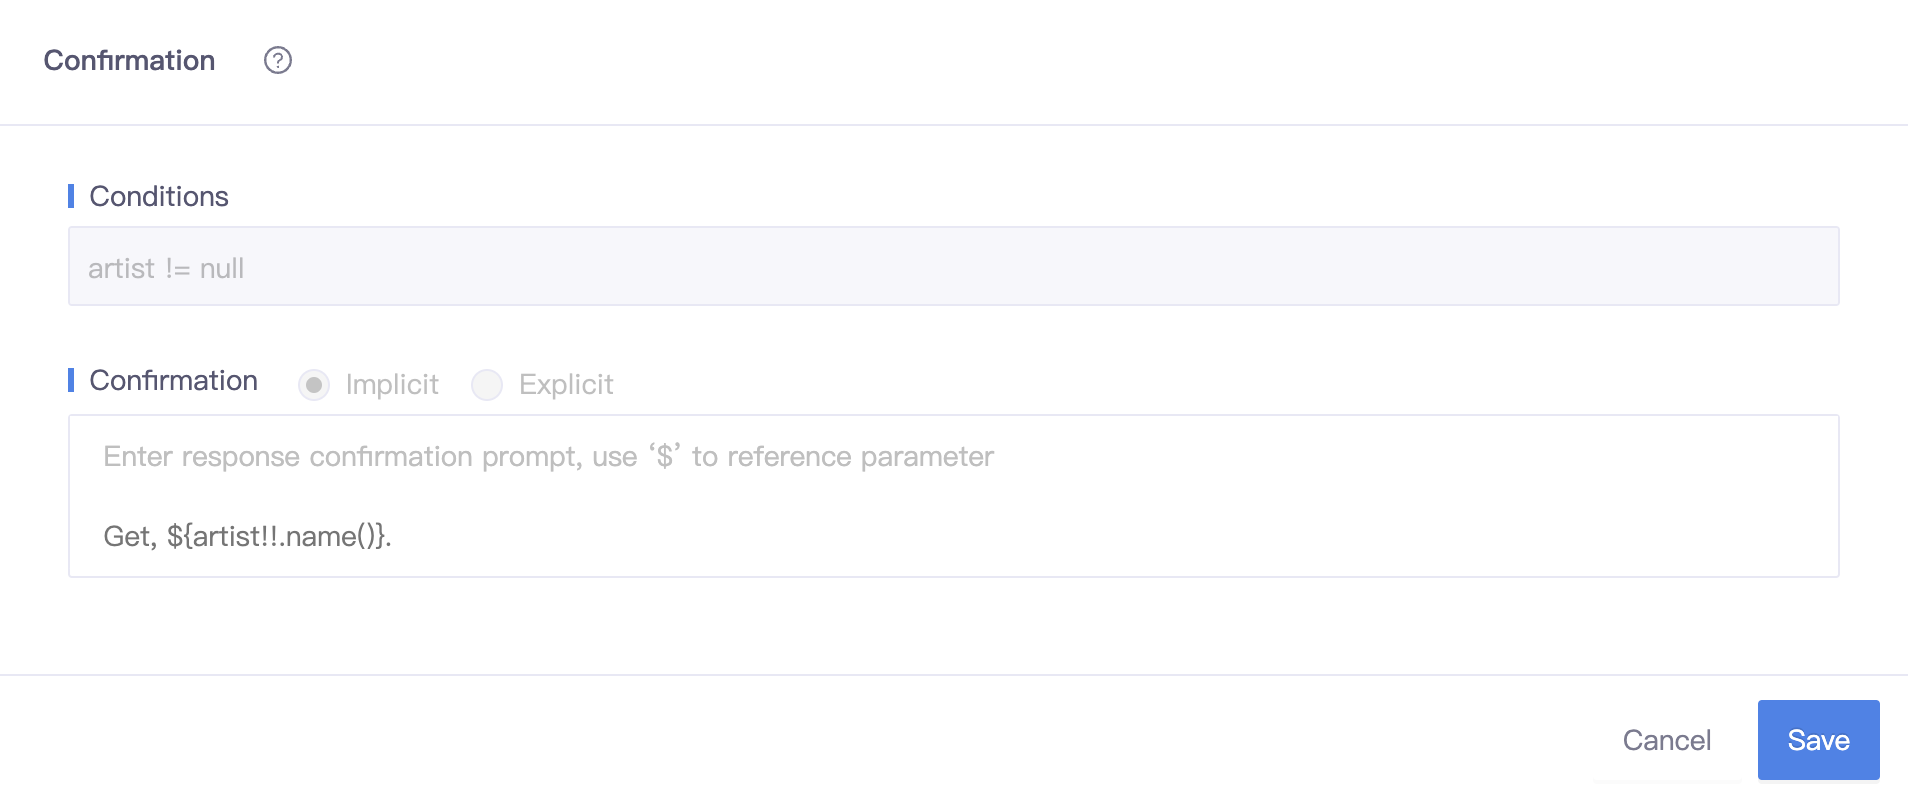 Confirmation ?
Conditions
artist != null
Confirmation Implicit Explicit
Enter response confirmation prompt, use ‘$’ to reference parameter
Get, ${artist!!.name()}.
Cancel Save